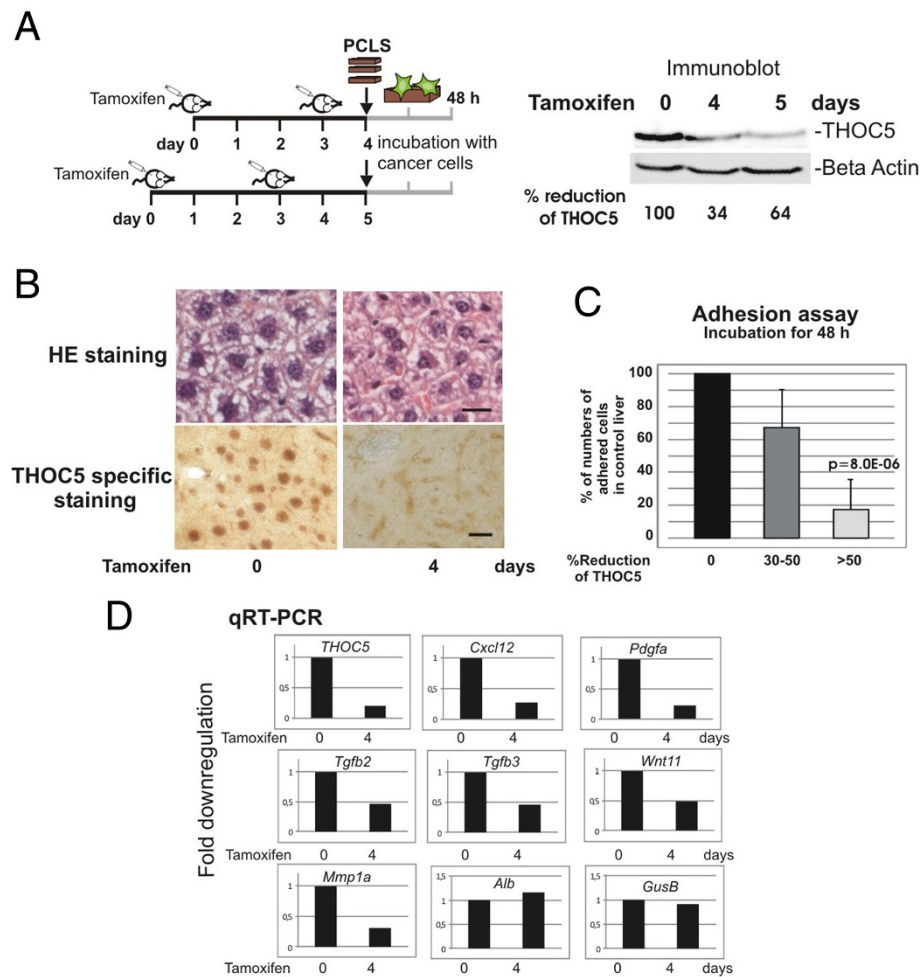 A
PCLS
Tamoxifen
48 h
day 0 1 2 3 4
incubation with
cancer cells
Tamoxifen
day 0 1 2 3 4 5
Immunoblot
Tamoxifen 0 4 5 days
-THOC5
-Beta Actin
% reduction
of THOC5
100 34 64
B
HE staining
THOC5 specific
staining
Tamoxifen 0 4 days
C
Adhesion assay
Incubation for 48 h
% of numbers of
adhered cells
in control liver
100
80
60
40
20
0
p=8.0E-06
%Reduction
of THOC5
0 30-50 >50
D
qRT-PCR
Fold downregulation
THOC5
1
0,5
0
Cxcl12
1
0,5
0
Pdgfa
1
0,5
0
Tamoxifen 0 4 0 4 0 4 days
Tgfb2
1
0,5
0
Tgfb3
1
0,5
0
Wnt11
1
0,5
0
Tamoxifen 0 4 0 4 0 4 days
Mmp1a
1
0,5
0
Alb
1,5
1
0,5
0
GusB
1,5
1
0,5
0
Tamoxifen 0 4 0 4 0 4 days